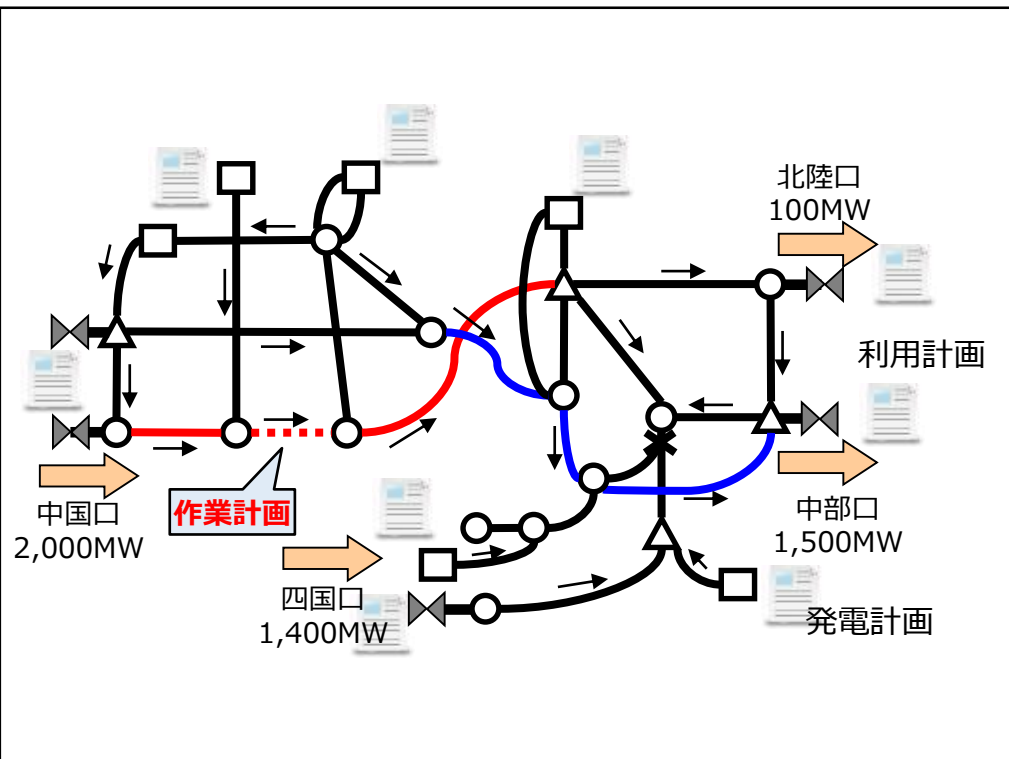 北陸口
100MW
利用計画
中国口
2,000MW
作業計画
中部口
1,500MW
四国口
1,400MW
発電計画